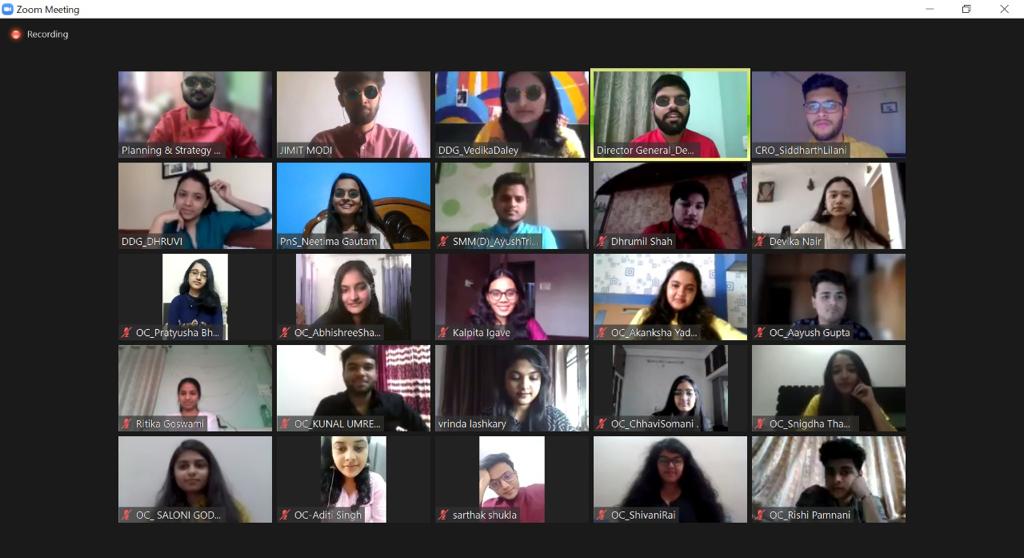 Zoom Meeting
Recording
Planning & Strategy ...
JIMIT MODI
DDG_VedikaDaley
Director General_De...
CRO_SiddharthLilani
DDG_DHRUVI
PnS_Neetima Gautam
SMM(D)_AyushTri...
Dhrumil Shah
Devika Nair
OC_Pratyusha Bh...
OC_AbhishreeSha...
Kalpita Igave
OC_Akanksha Yad...
OC_Aayush Gupta
Ritika Goswami
OC_KUNAL UMRE...
vrinda lashkary
OC_ChhaviSomani .
OC_Snigdha Tha...
OC_ SALONI GOD...
OC-Aditi Singh
sarthak shukla
OC_ShivaniRai
OC_Rishi Pamnani